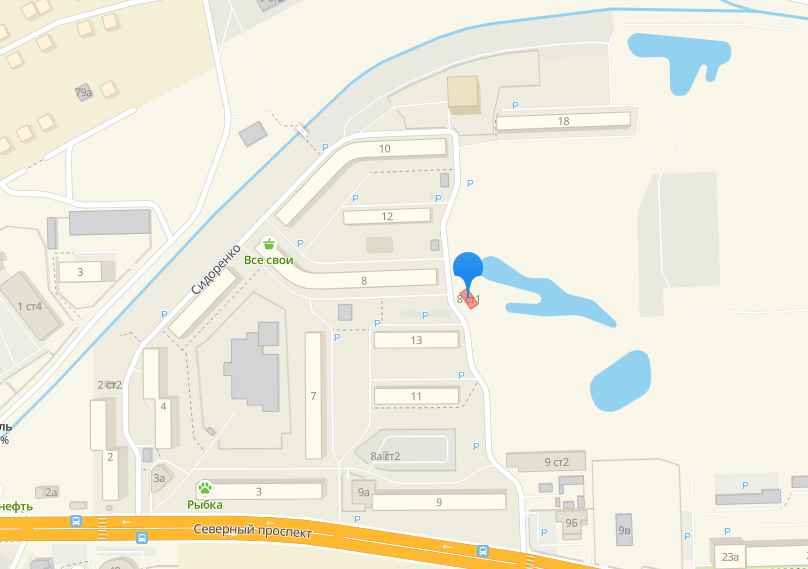 79а
P
18
P
10
P
12
P
P
3
Сидоренко
Все свои
8
8 ст1
1 ст4
P
P
P
P
13
2 ст2
4
7
P
11
P
2
3а
8а ст2
P
9 ст2
2а
Рыбка
3
9а
9
P
Северный проспект
9Б
9в
P
P
P
P
23а
ль
%
нефть